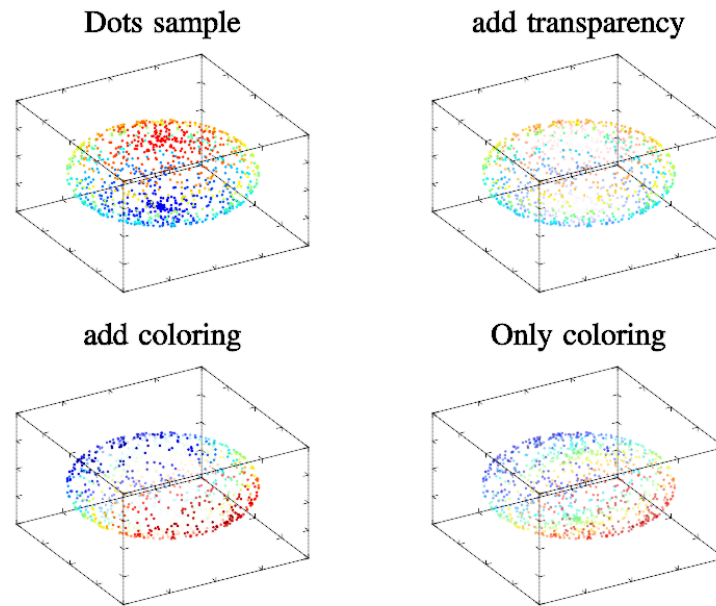 Dots sample
add transparency
add coloring
Only coloring